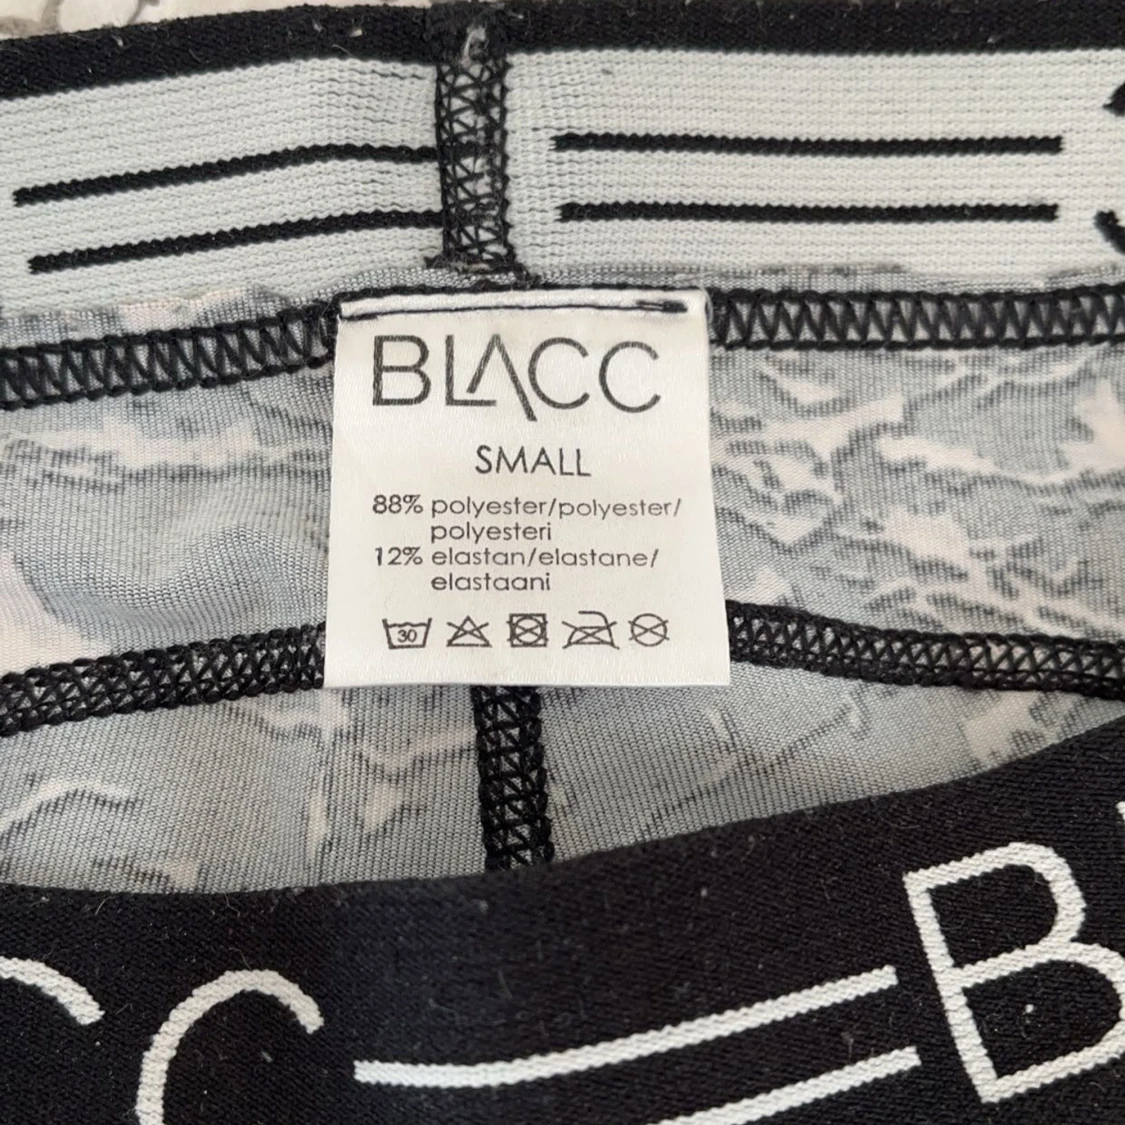 BLACC
SMALL
88% polyester/polyester/
polyesteri
12% elastan/elastane/
elastaani
30
CC
B